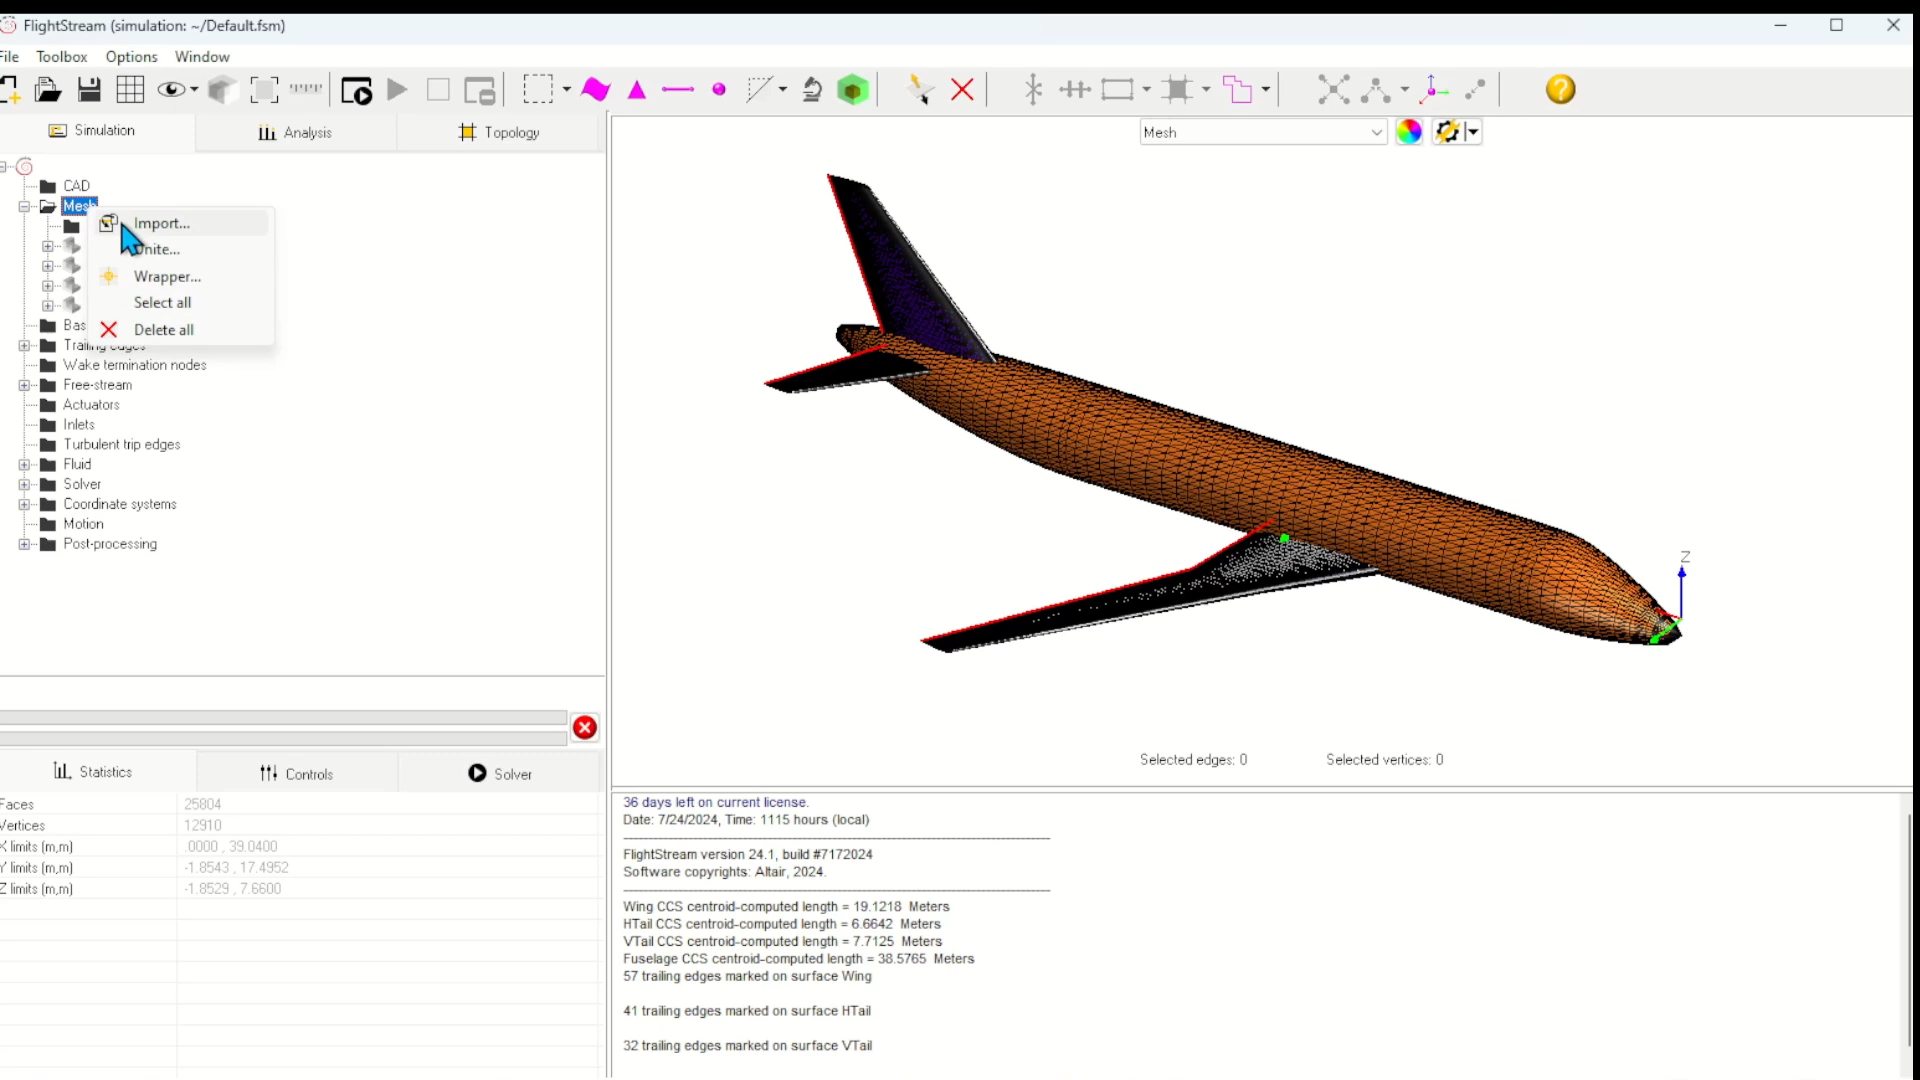 FlightStream (simulation: ~/Default.fsm)
File Toolbox Options Window
Simulation Analysis Topology
Mesh
CAD
Mesh
Import...
Unite...
Wrapper...
Select all
Delete all
Bas
Trailing edges
Wake termination nodes
Free-stream
Actuators
Inlets
Turbulent trip edges
Fluid
Solver
Coordinate systems
Motion
Post-processing
Z
Selected edges: 0 Selected vertices: 0
Statistics Controls Solver
Faces 25804
Vertices 12910
X limits (m,m) .0000 , 39.0400
Y limits (m,m) -1.8543 , 17.4952
Z limits (m,m) -1.8529 , 7.6600
36 days left on current license.
Date: 7/24/2024, Time: 1115 hours (local)
FlightStream version 24.1, build #7172024
Software copyrights: Altair, 2024.
Wing CCS centroid-computed length = 19.1218 Meters
HTail CCS centroid-computed length = 6.6642 Meters
VTail CCS centroid-computed length = 7.7125 Meters
Fuselage CCS centroid-computed length = 38.5765 Meters
57 trailing edges marked on surface Wing
41 trailing edges marked on surface HTail
32 trailing edges marked on surface VTail